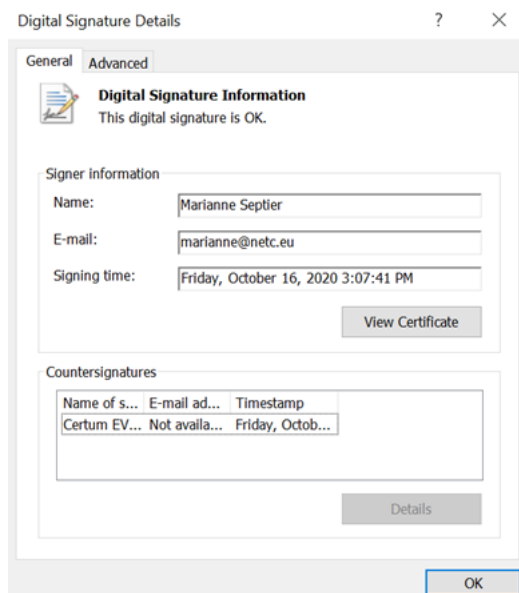 Digital Signature Details ? ×
General Advanced
Digital Signature Information
This digital signature is OK.
Signer information
Name: Marianne Septier
E-mail: marianne@netc.eu
Signing time: Friday, October 16, 2020 3:07:41 PM
View Certificate
Countersignatures
Name of s... E-mail ad... Timestamp
Certum EV... Not availa... Friday, Octob...
Details
OK